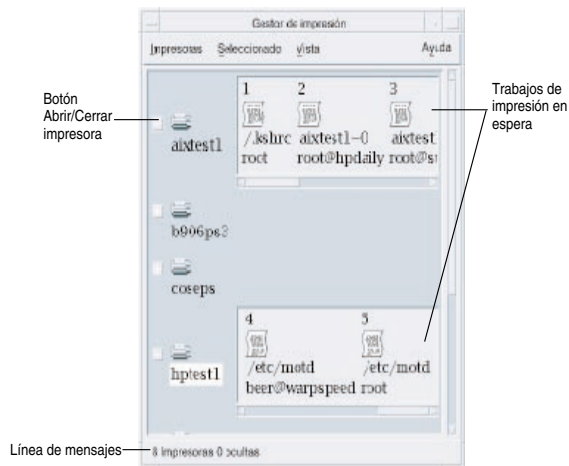 Gestor de impresión
Impresoras Seleccionado Vista Ayuda
Botón
Abrir/Cerrar
impresora
Trabajos de
impresión en
espera
1 2 3
/.kshrc aixtest1-0 aixtest
root root@hpdaily root@s
aixtest1
b906ps3
coseps
4 5
/etc/motd /etc/motd
beer@warpspeed root
hptest1
Línea de mensajes
8 Impresoras 0 ocultas